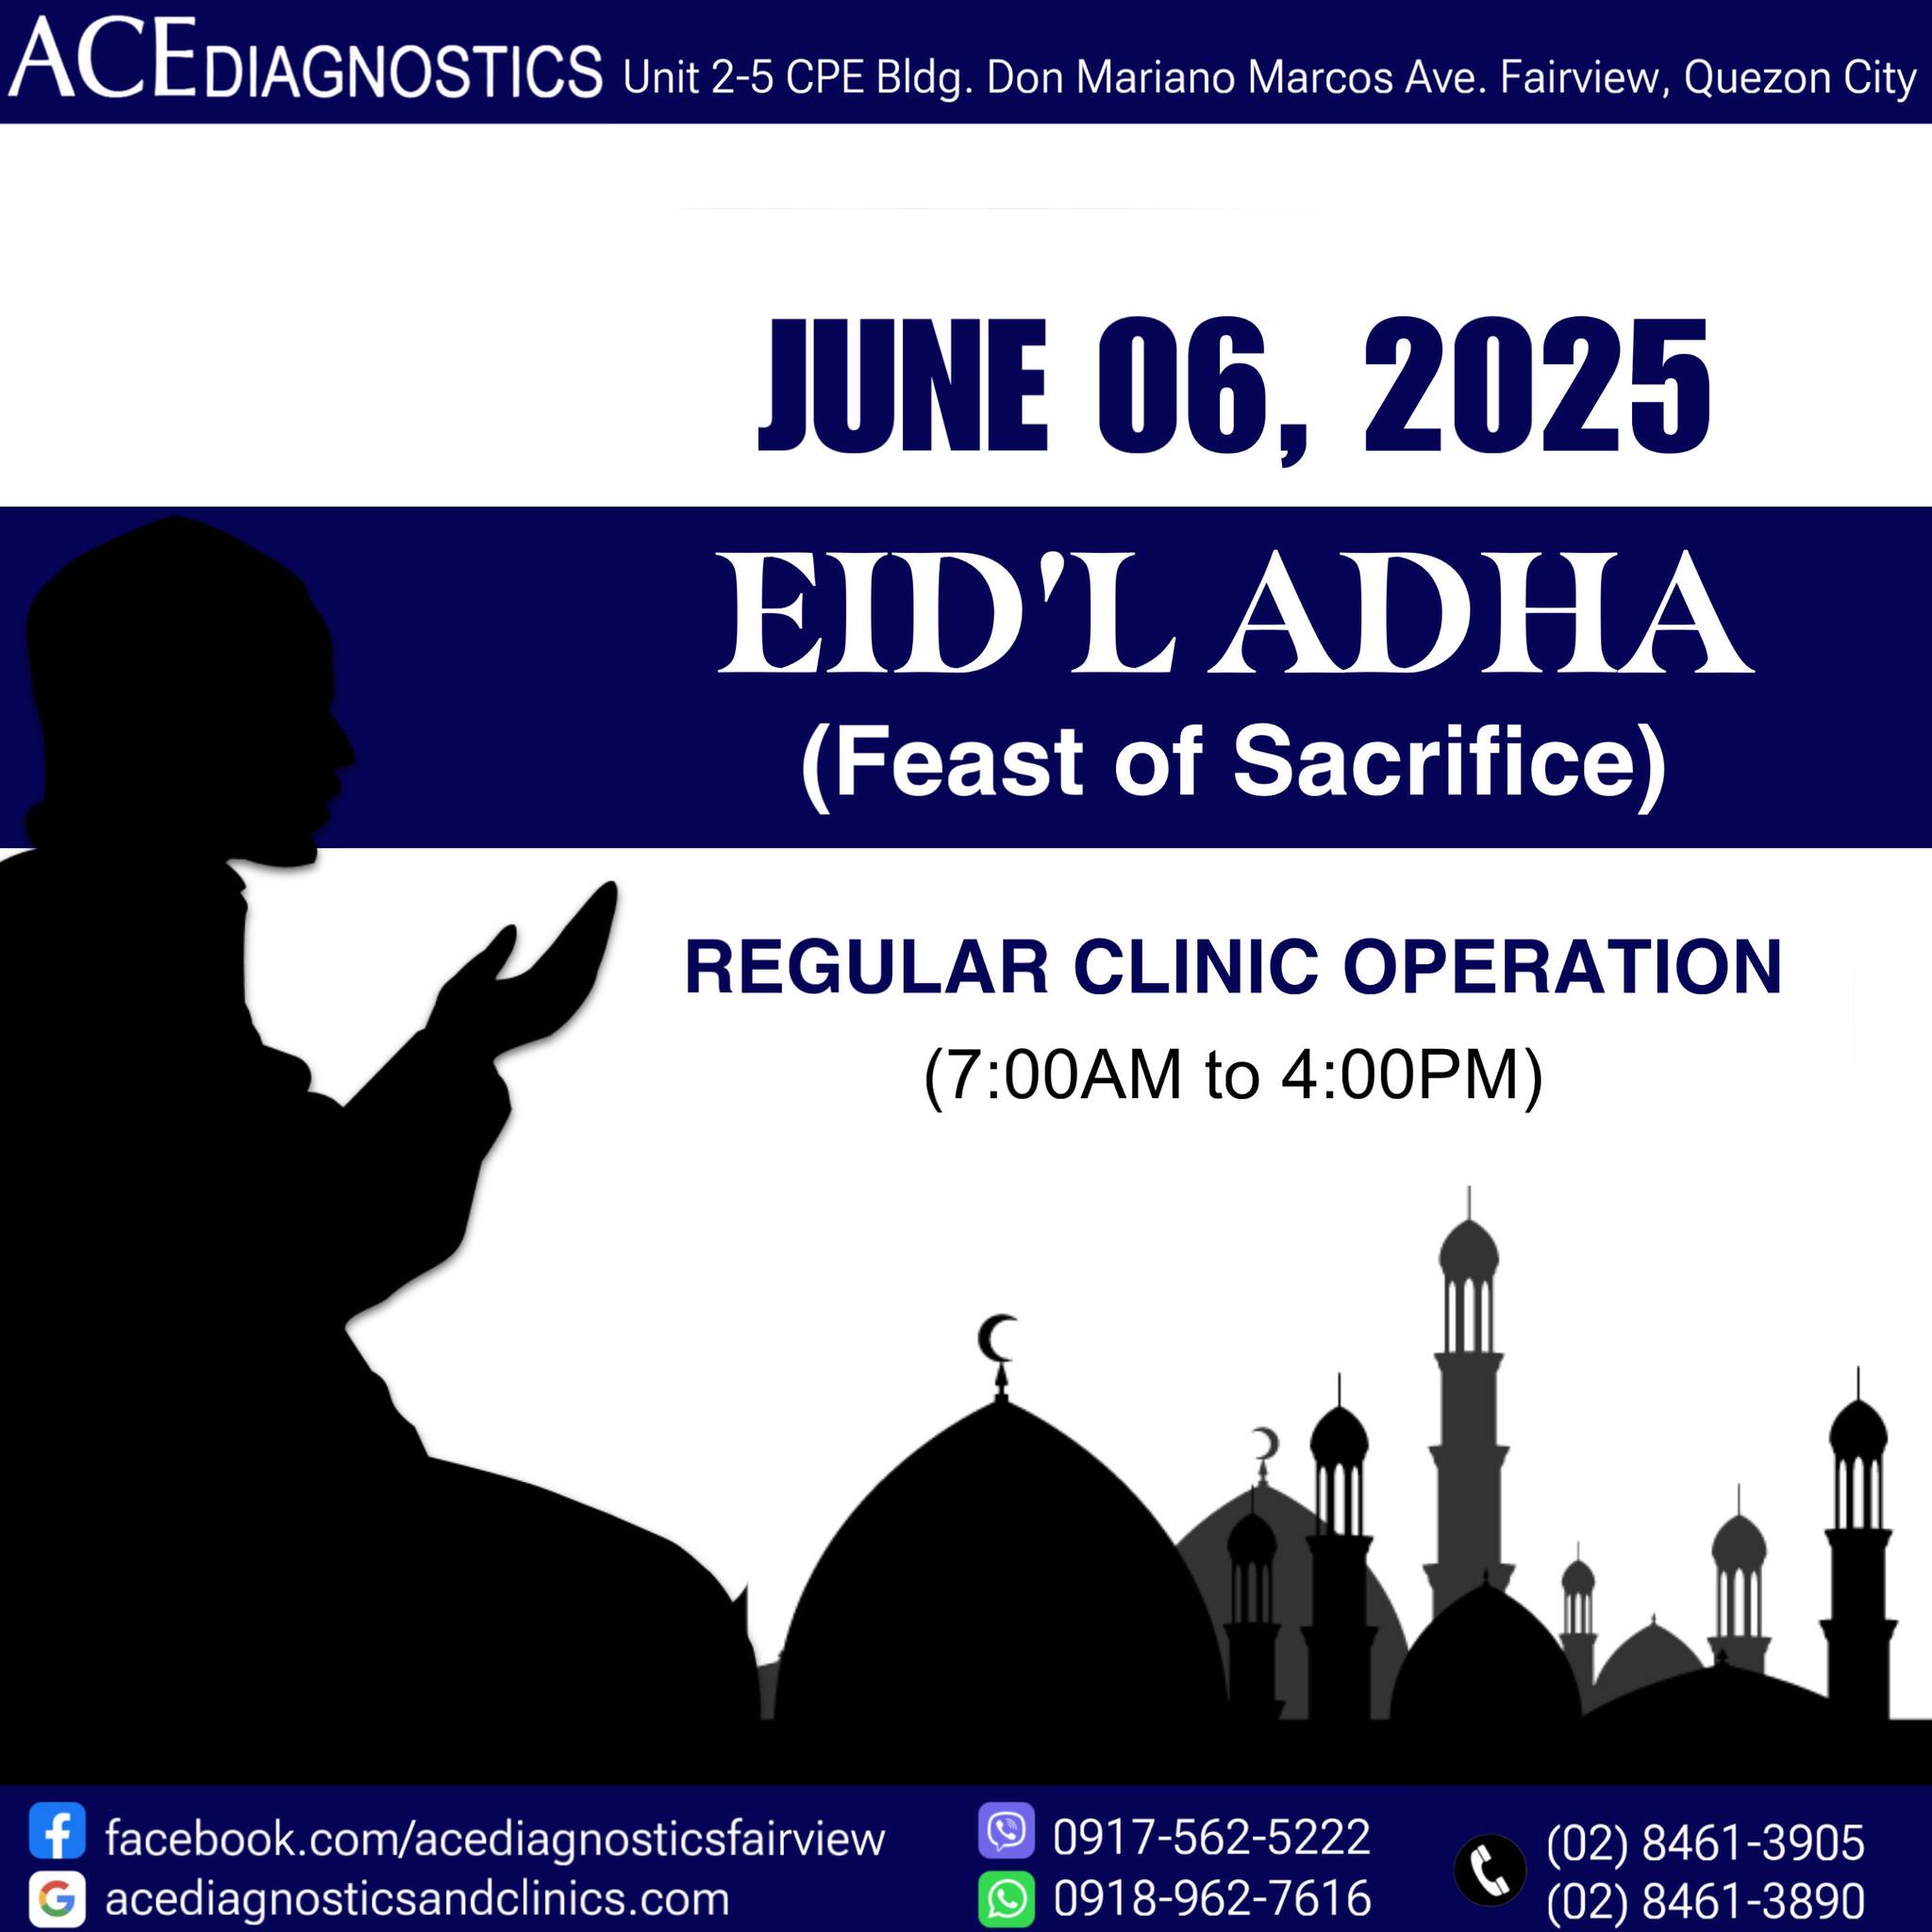 ACE DIAGNOSTICS Unit 2-5 CPE Bldg. Don Mariano Marcos Ave. Fairview, Quezon City
JUNE 06, 2025
EID'L ADHA
(Feast of Sacrifice)
REGULAR CLINIC OPERATION
(7:00AM to 4:00PM)
facebook.com/acediagnosticsfairview
acediagnosticsandclinics.com
0917-562-5222
0918-962-7616
(02) 8461-3905
(02) 8461-3890